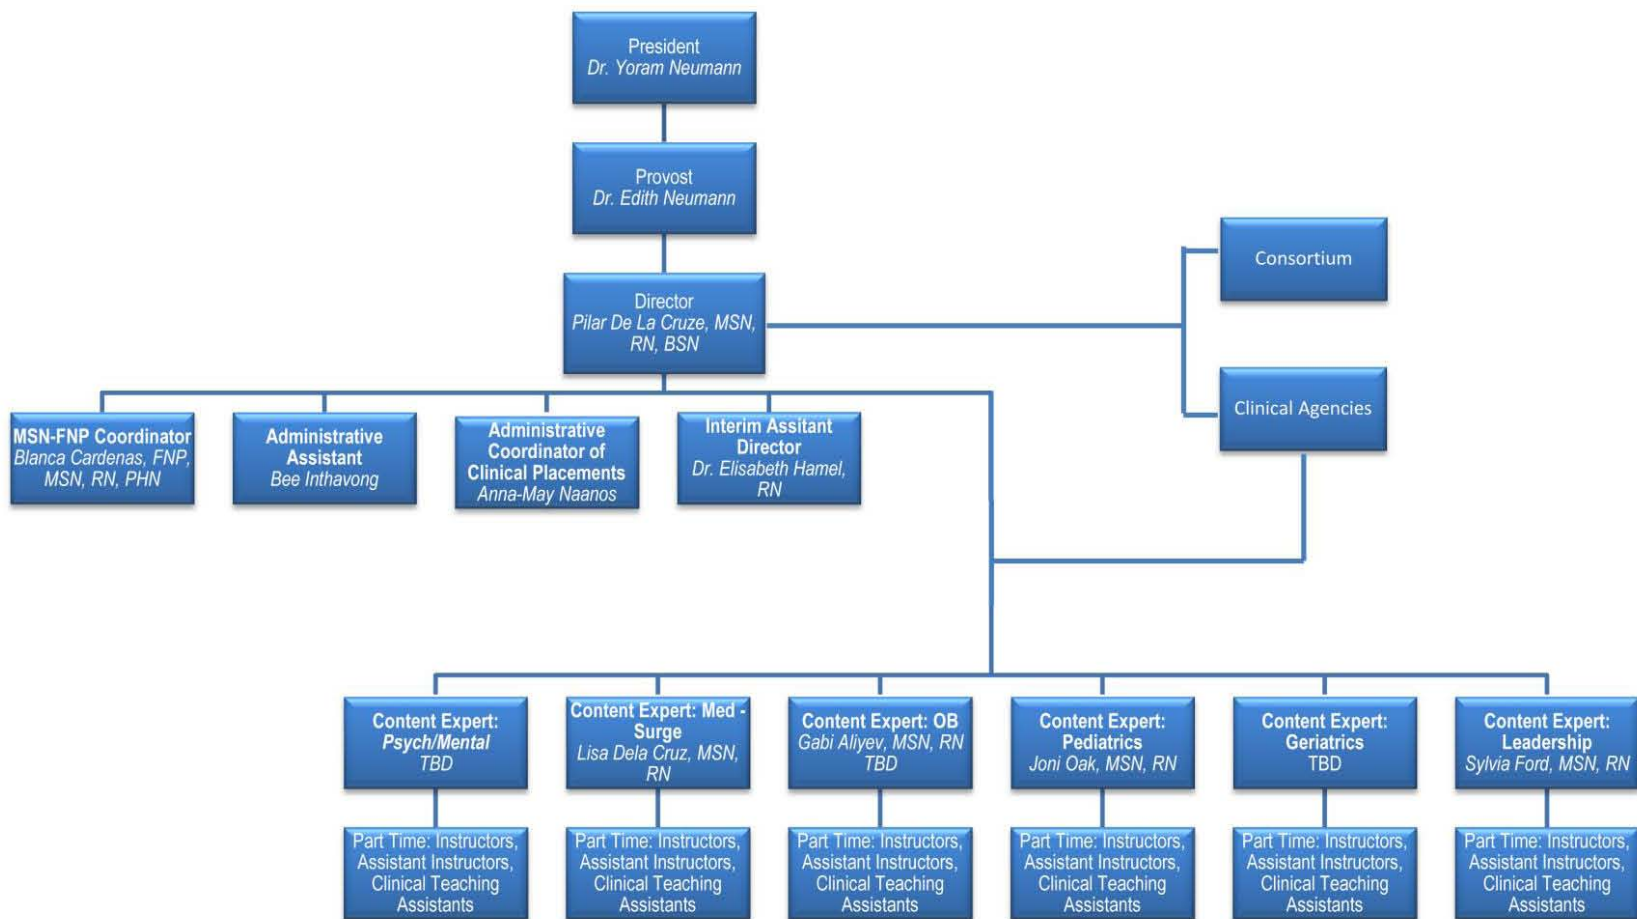 President
Dr. Yoram Neumann
Provost
Dr. Edith Neumann
Director
Pilar De La Cruze, MSN,
RN, BSN
Consortium
Clinical Agencies
MSN-FNP Coordinator
Blanca Cardenas, FNP,
MSN, RN, PHN
Administrative
Assistant
Bee Inthavong
Administrative
Coordinator of
Clinical Placements
Anna-May Naanos
Interim Assitant
Director
Dr. Elisabeth Hamel,
RN
Content Expert:
Psych/Mental
TBD
Content Expert: Med -
Surge
Lisa Dela Cruz, MSN,
RN
Content Expert: OB
Gabi Aliyev, MSN, RN
TBD
Content Expert:
Pediatrics
Joni Oak, MSN, RN
Content Expert:
Geriatrics
TBD
Content Expert:
Leadership
Sylvia Ford, MSN, RN
Part Time: Instructors,
Assistant Instructors,
Clinical Teaching
Assistants
Part Time: Instructors,
Assistant Instructors,
Clinical Teaching
Assistants
Part Time: Instructors,
Assistant Instructors,
Clinical Teaching
Assistants
Part Time: Instructors,
Assistant Instructors,
Clinical Teaching
Assistants
Part Time: Instructors,
Assistant Instructors,
Clinical Teaching
Assistants
Part Time: Instructors,
Assistant Instructors,
Clinical Teaching
Assistants